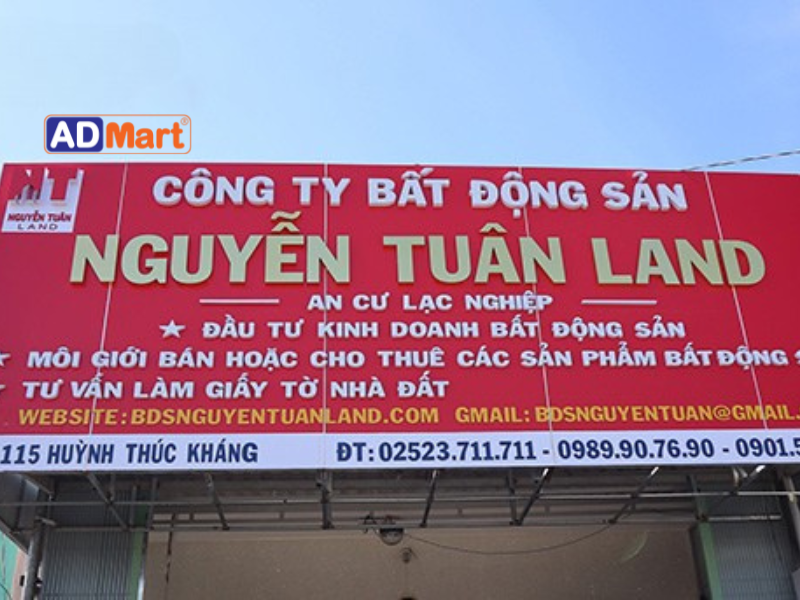 ADMart®
NGUYỄN TUÂN
LAND
CÔNG TY BẤT ĐỘNG SẢN
NGUYỄN TUÂN LAND
AN CƯ LẠC NGHIỆP
★ ĐẦU TƯ KINH DOANH BẤT ĐỘNG SẢN
★ MÔI GIỚI BÁN HOẶC CHO THUÊ CÁC SẢN PHẨM BẤT ĐỘNG
★ TƯ VẤN LÀM GIẤY TỜ NHÀ ĐẤT
WEBSITE: BDSNGUYENTUANLAND.COM GMAIL: BDSNGUYENTUAN@GMAIL.
115 HUỲNH THÚC KHÁNG ĐT: 02523.711.711 - 0989.90.76.90 - 0901.5